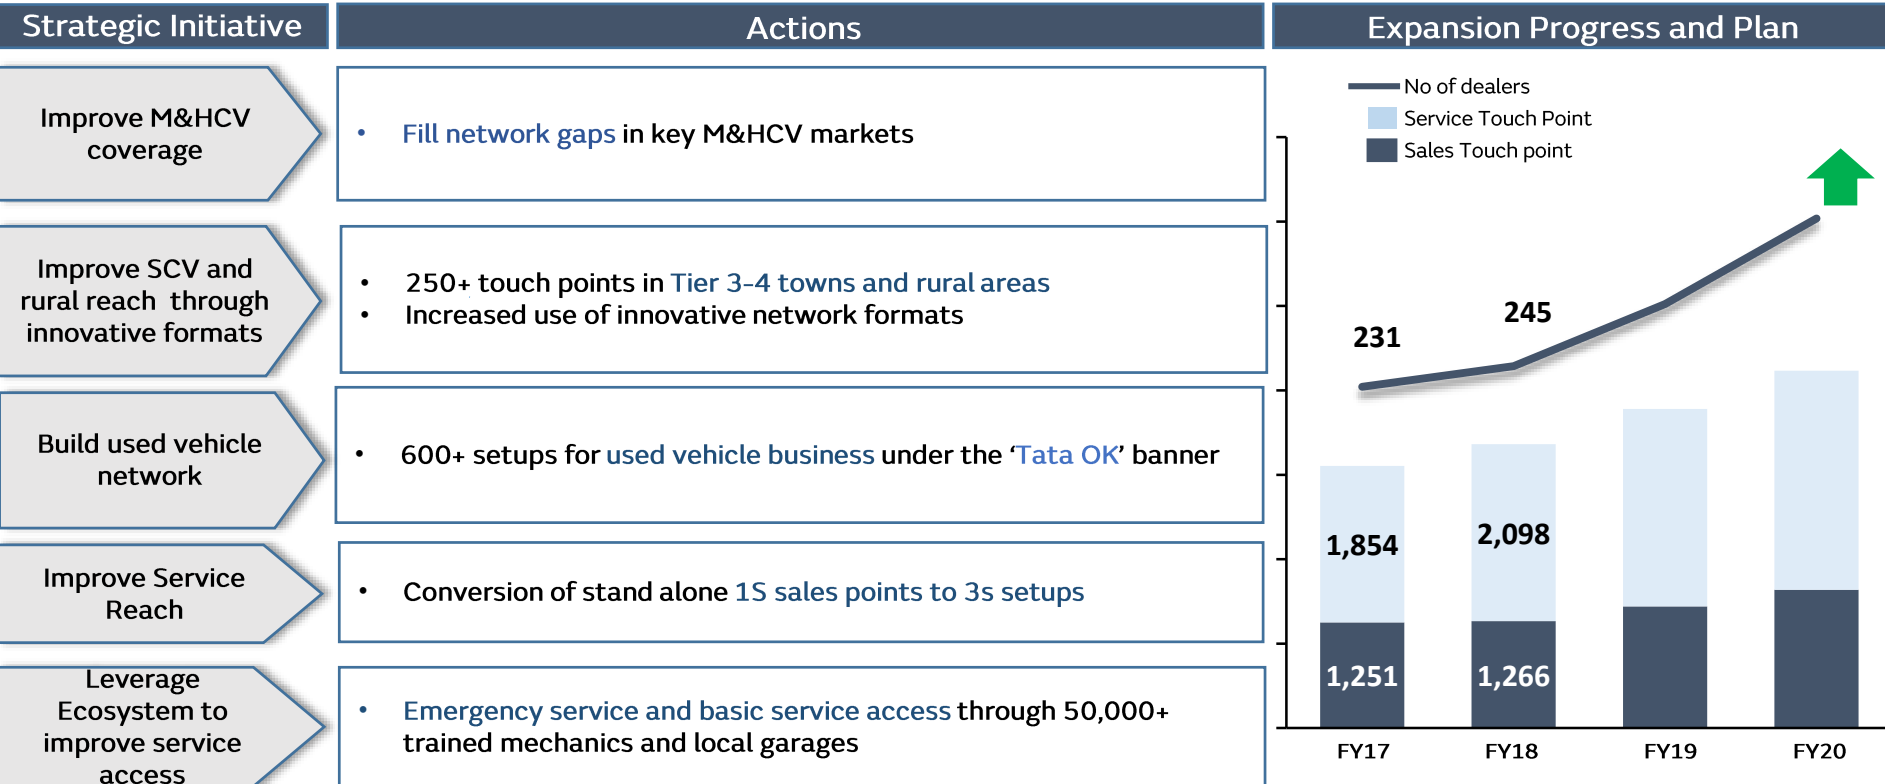 Strategic Initiative
Actions
Expansion Progress and Plan
Improve M&HCV
coverage
• Fill network gaps in key M&HCV markets
Improve SCV and
rural reach through
innovative formats
• 250+ touch points in Tier 3-4 towns and rural areas
• Increased use of innovative network formats
Build used vehicle
network
• 600+ setups for used vehicle business under the ‘Tata OK’ banner
Improve Service
Reach
• Conversion of stand alone 1S sales points to 3s setups
Leverage
Ecosystem to
improve service
access
• Emergency service and basic service access through 50,000+
trained mechanics and local garages
No of dealers
Service Touch Point
Sales Touch point
231
245
1,854
2,098
1,251
1,266
FY17
FY18
FY19
FY20